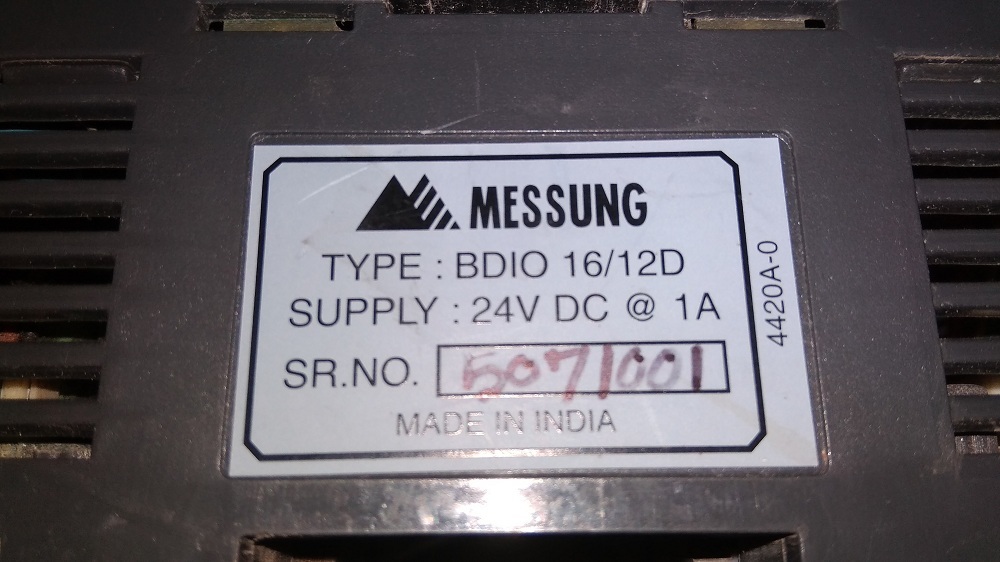 MESSUNG
TYPE : BDIO 16/12D
SUPPLY : 24V DC @ 1A
SR.NO. 5071001
MADE IN INDIA
4420A-0